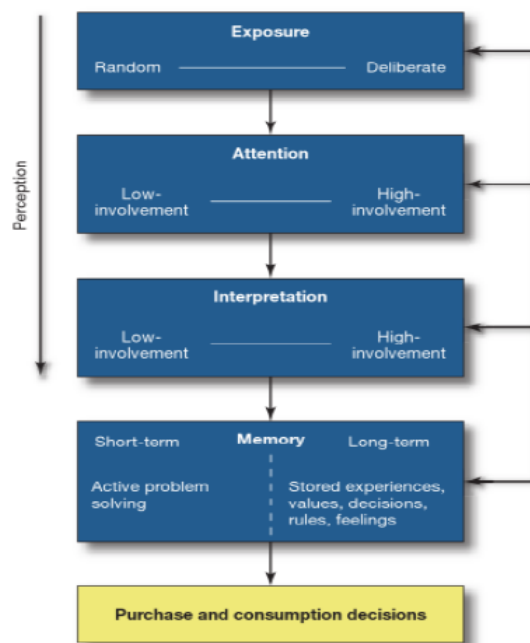 Perception
Exposure
Random Deliberate
Attention
Low- High-
involvement involvement
Interpretation
Low- High-
involvement involvement
Short-term Memory Long-term
Active problem Stored experiences,
solving values, decisions,
rules, feelings
Purchase and consumption decisions